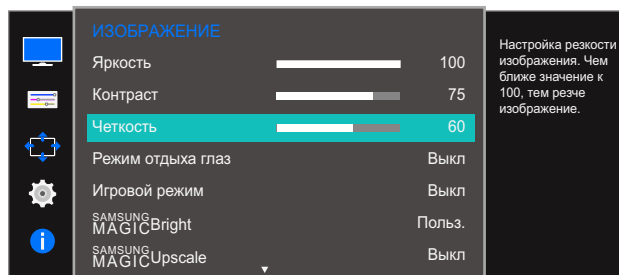 ИЗОБРАЖЕНИЕ
Яркость 100
Контраст 75
Четкость 60
Режим отдыха глаз Выкл
Игровой режим Выкл
SAMSUNG MAGIC Bright Польз.
SAMSUNG MAGIC Upscale Выкл
Настройка резкости
изображения. Чем
ближе значение к
100, тем резче
изображение.